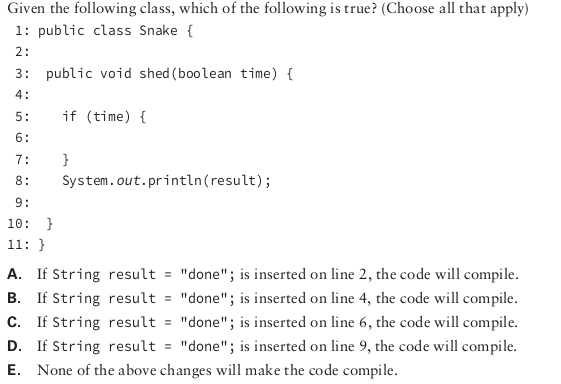 Given the following class, which of the following is true? (Choose all that apply)
1: public class Snake {
2:
3: public void shed(boolean time) {
4:
5: if (time) {
6:
7: }
8: System.out.println(result);
9:
10: }
11: }
A. If String result = "done"; is inserted on line 2, the code will compile.
B. If String result = "done"; is inserted on line 4, the code will compile.
C. If String result = "done"; is inserted on line 6, the code will compile.
D. If String result = "done"; is inserted on line 9, the code will compile.
E. None of the above changes will make the code compile.